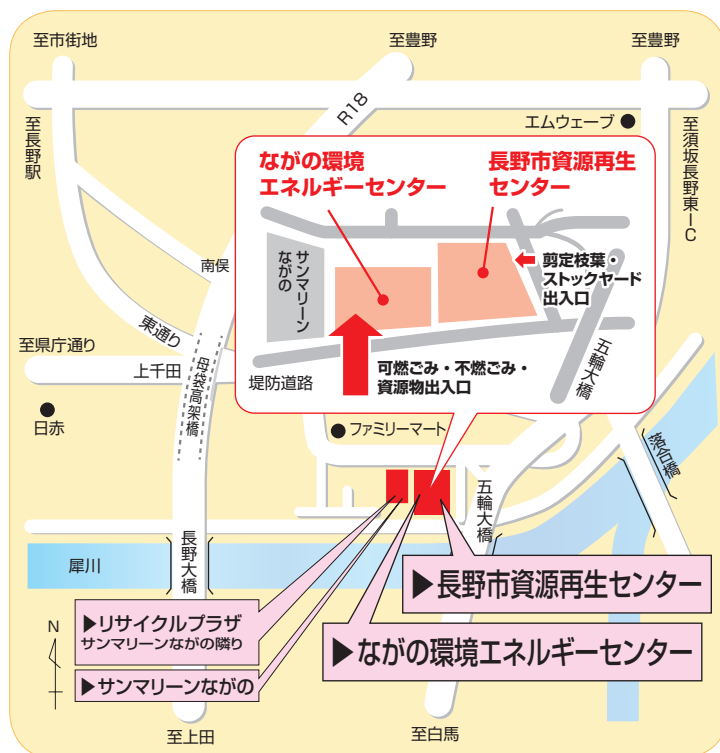 至市街地
至豊野
至豊野
R18
エムウェーブ
至長野駅
至須坂長野東IC
ながの環境
エネルギーセンター
長野市資源再生
センター
サンマリーン
ながの
剪定枝葉・
ストックヤード
出入口
南俣
東通り
至県庁通り
上千田
母袋高架橋
堤防道路
可燃ごみ・不燃ごみ・
資源物出入口
五輪大橋
日赤
ファミリーマート
落合橋
五輪大橋
長野大橋
犀川
▶長野市資源再生センター
▶リサイクルプラザ
サンマリーンながの隣り
▶ながの環境エネルギーセンター
N
▶サンマリーンながの
至上田
至白馬